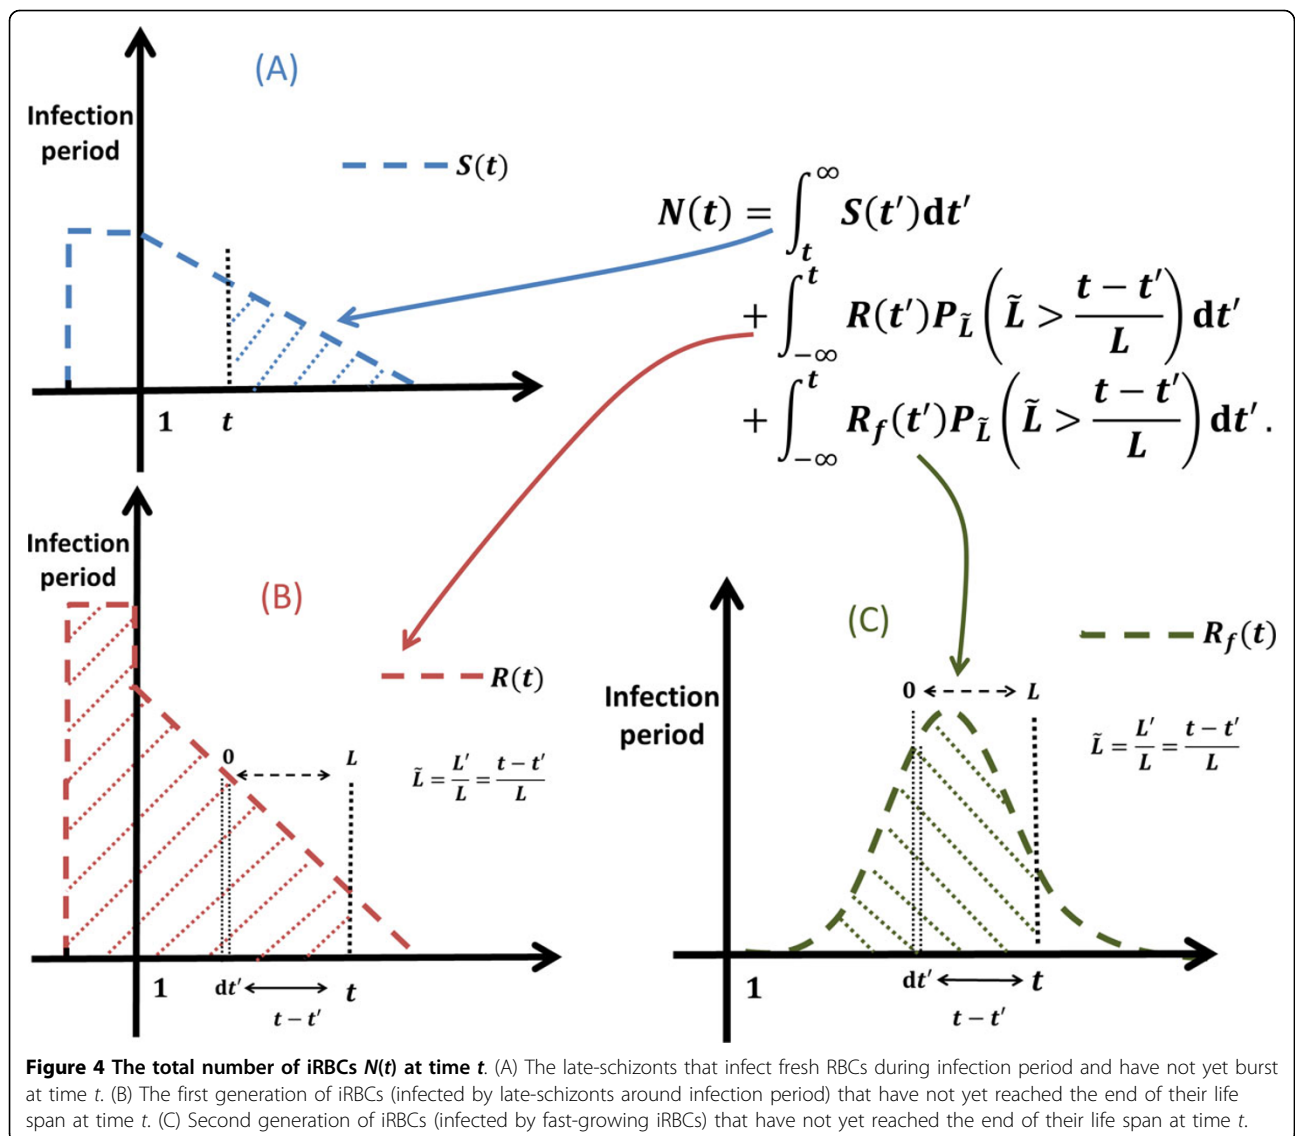 (A)
Infection
period
S(t)
1 t
N(t) = ∫_t^∞ S(t′)dt′
+ ∫_{-∞}^t R(t′)P_{L̃}(L̃ > (t − t′)/L) dt′
+ ∫_{-∞}^t R_f(t′)P_{L̃}(L̃ > (t − t′)/L) dt′.
(B)
Infection
period
R(t)
0 L
L̃ = L′/L = (t − t′)/L
1 dt′ t
t − t′
(C)
Infection
period
R_f(t)
0 L
L̃ = L′/L = (t − t′)/L
1 dt′ t
t − t′
Figure 4 The total number of iRBCs N(t) at time t. (A) The late-schizonts that infect fresh RBCs during infection period and have not yet burst
at time t. (B) The first generation of iRBCs (infected by late-schizonts around infection period) that have not yet reached the end of their life
span at time t. (C) Second generation of iRBCs (infected by fast-growing iRBCs) that have not yet reached the end of their life span at time t.